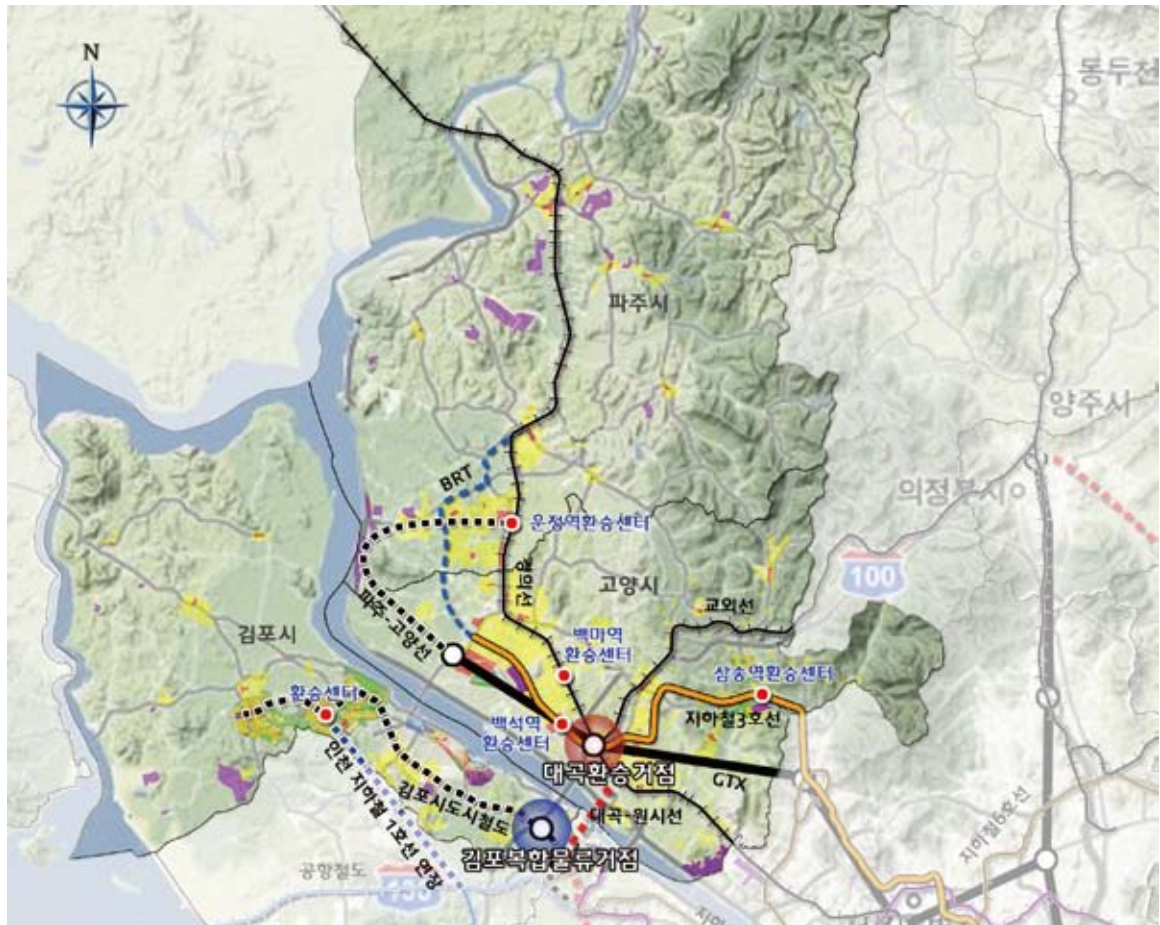 N
동두천
파주시
양주시
BRT
의정부시
운정역환승센터
경의선
100
고양시
교외선
파주-고양선
김포시
백마역
환승센터
삼송역환승센터
환승센터
지하철3호선
백석역
환승센터
대곡환승거점
GTX
인천 지하철 1호선 연장
김포시도시철도
대곡-원시선
지하철6호선
김포복합물류거점
공항철도